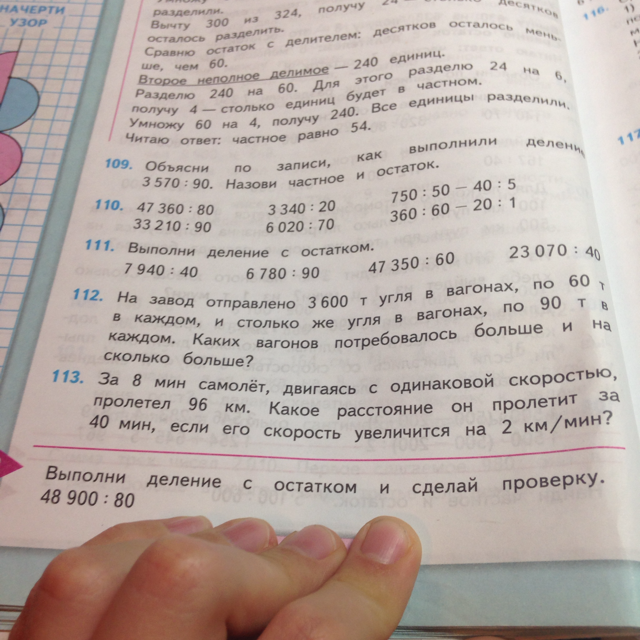 НАЧЕРТИ
УЗОР
разделили.
Вычту 300 из 324, получу 24 — столько десятков
осталось разделить.
Сравню остаток с делителем: десятков осталось мень-
ше, чем 60.
Второе неполное делимое — 240 единиц.
Разделю 240 на 60. Для этого разделю 24 на 6,
получу 4 — столько единиц будет в частном.
Умножу 60 на 4, получу 240. Все единицы разделили.
Читаю ответ: частное равно 54.
109. Объясни по записи, как выполнили деление
3 570 : 90. Назови частное и остаток.
110. 47 360 : 80 3 340 : 20 750 : 50 − 40 : 5
33 210 : 90 6 020 : 70 360 : 60 − 20 : 1
111. Выполни деление с остатком.
7 940 : 40 6 780 : 90 47 350 : 60 23 070 : 40
112. На завод отправлено 3 600 т угля в вагонах, по 60 т
в каждом, и столько же угля в вагонах, по 90 т в
каждом. Каких вагонов потребовалось больше и на
сколько больше?
113. За 8 мин самолёт, двигаясь с одинаковой скоростью,
пролетел 96 км. Какое расстояние он пролетит за
40 мин, если его скорость увеличится на 2 км/мин?
Выполни деление с остатком и сделай проверку.
48 900 : 80
116.
117